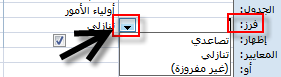 الجدول: أولياء الأمور
فرز: تنازلي
إظهار: تصاعدي
المعايير: تنازلي
أو: (غير مفروزة)